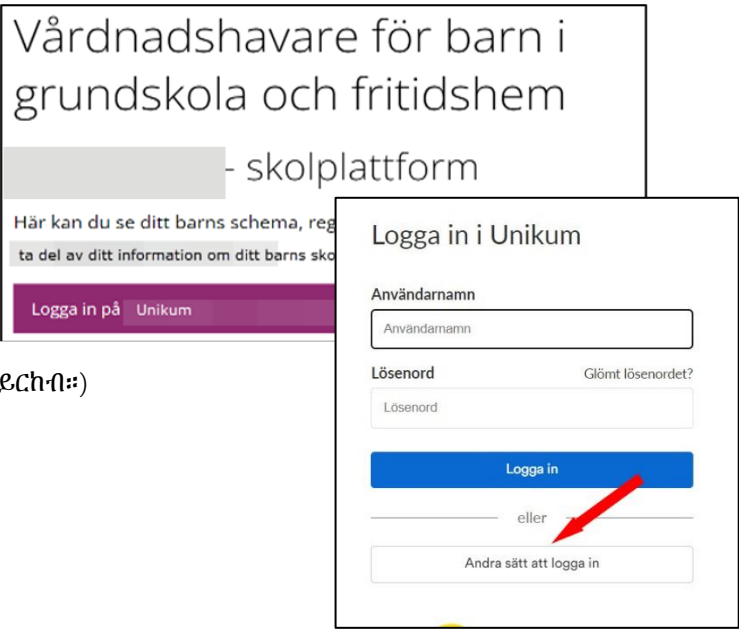 Vårdnadshavare för barn i
grundskola och fritidshem
- skolplattform
Här kan du se ditt barns schema, reg
ta del av ditt information om ditt barns sko
Logga in på Unikum
ይርከብ።)
Logga in i Unikum
Användarnamn
Användarnamn
Lösenord Glömt lösenordet?
Lösenord
Logga in
eller
Andra sätt att logga in